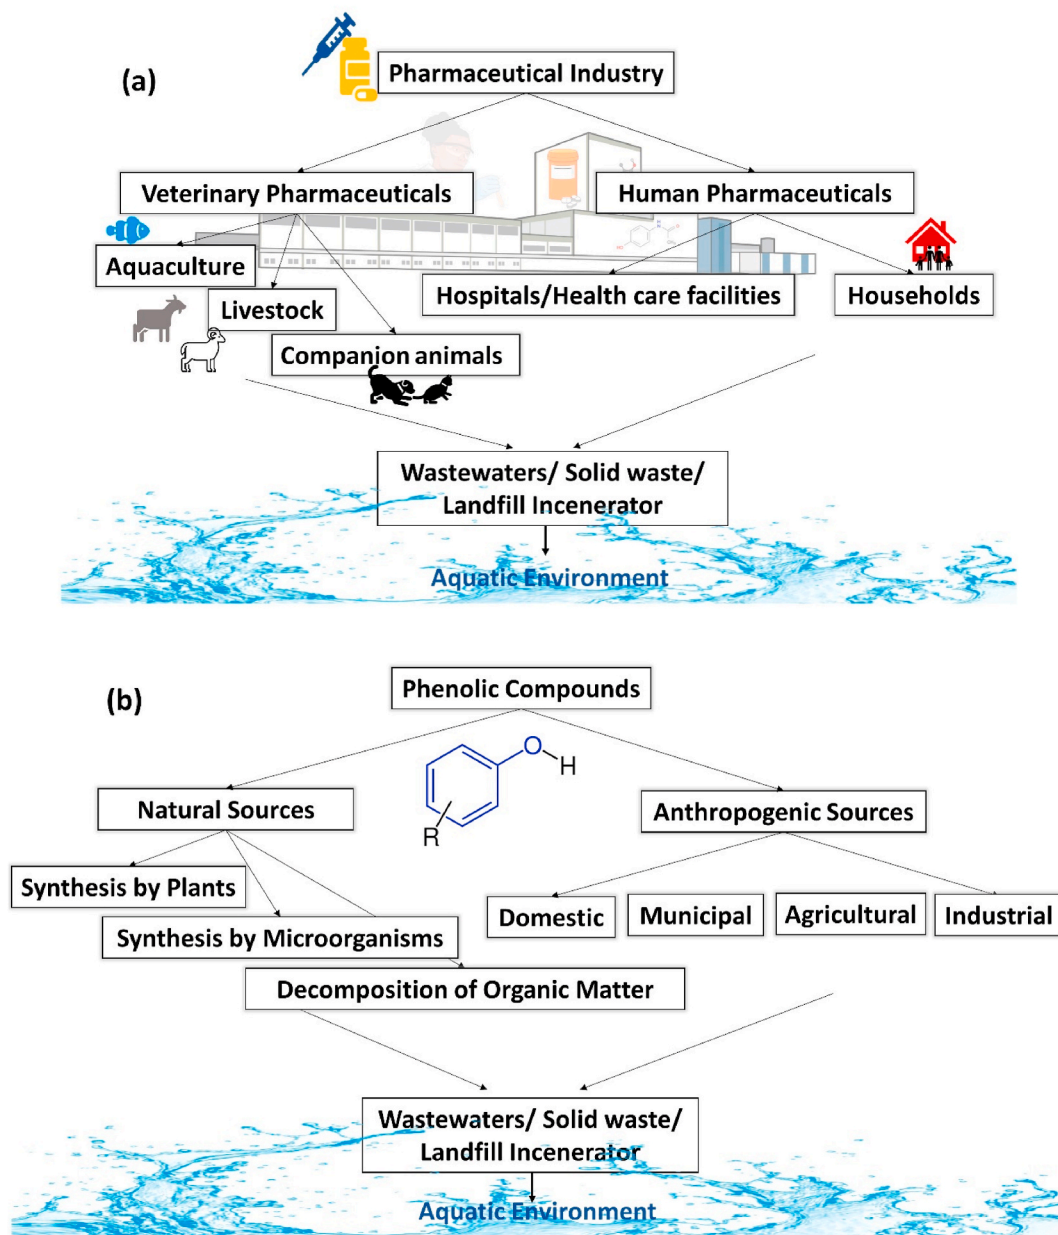 (a)
Pharmaceutical Industry
Veterinary Pharmaceuticals
Human Pharmaceuticals
Aquaculture
Livestock
Companion animals
Hospitals/Health care facilities
Households
Wastewaters/ Solid waste/
Landfill Incenerator
Aquatic Environment
(b)
Phenolic Compounds
O
H
R
Natural Sources
Anthropogenic Sources
Synthesis by Plants
Synthesis by Microorganisms
Decomposition of Organic Matter
Domestic
Municipal
Agricultural
Industrial
Wastewaters/ Solid waste/
Landfill Incenerator
Aquatic Environment